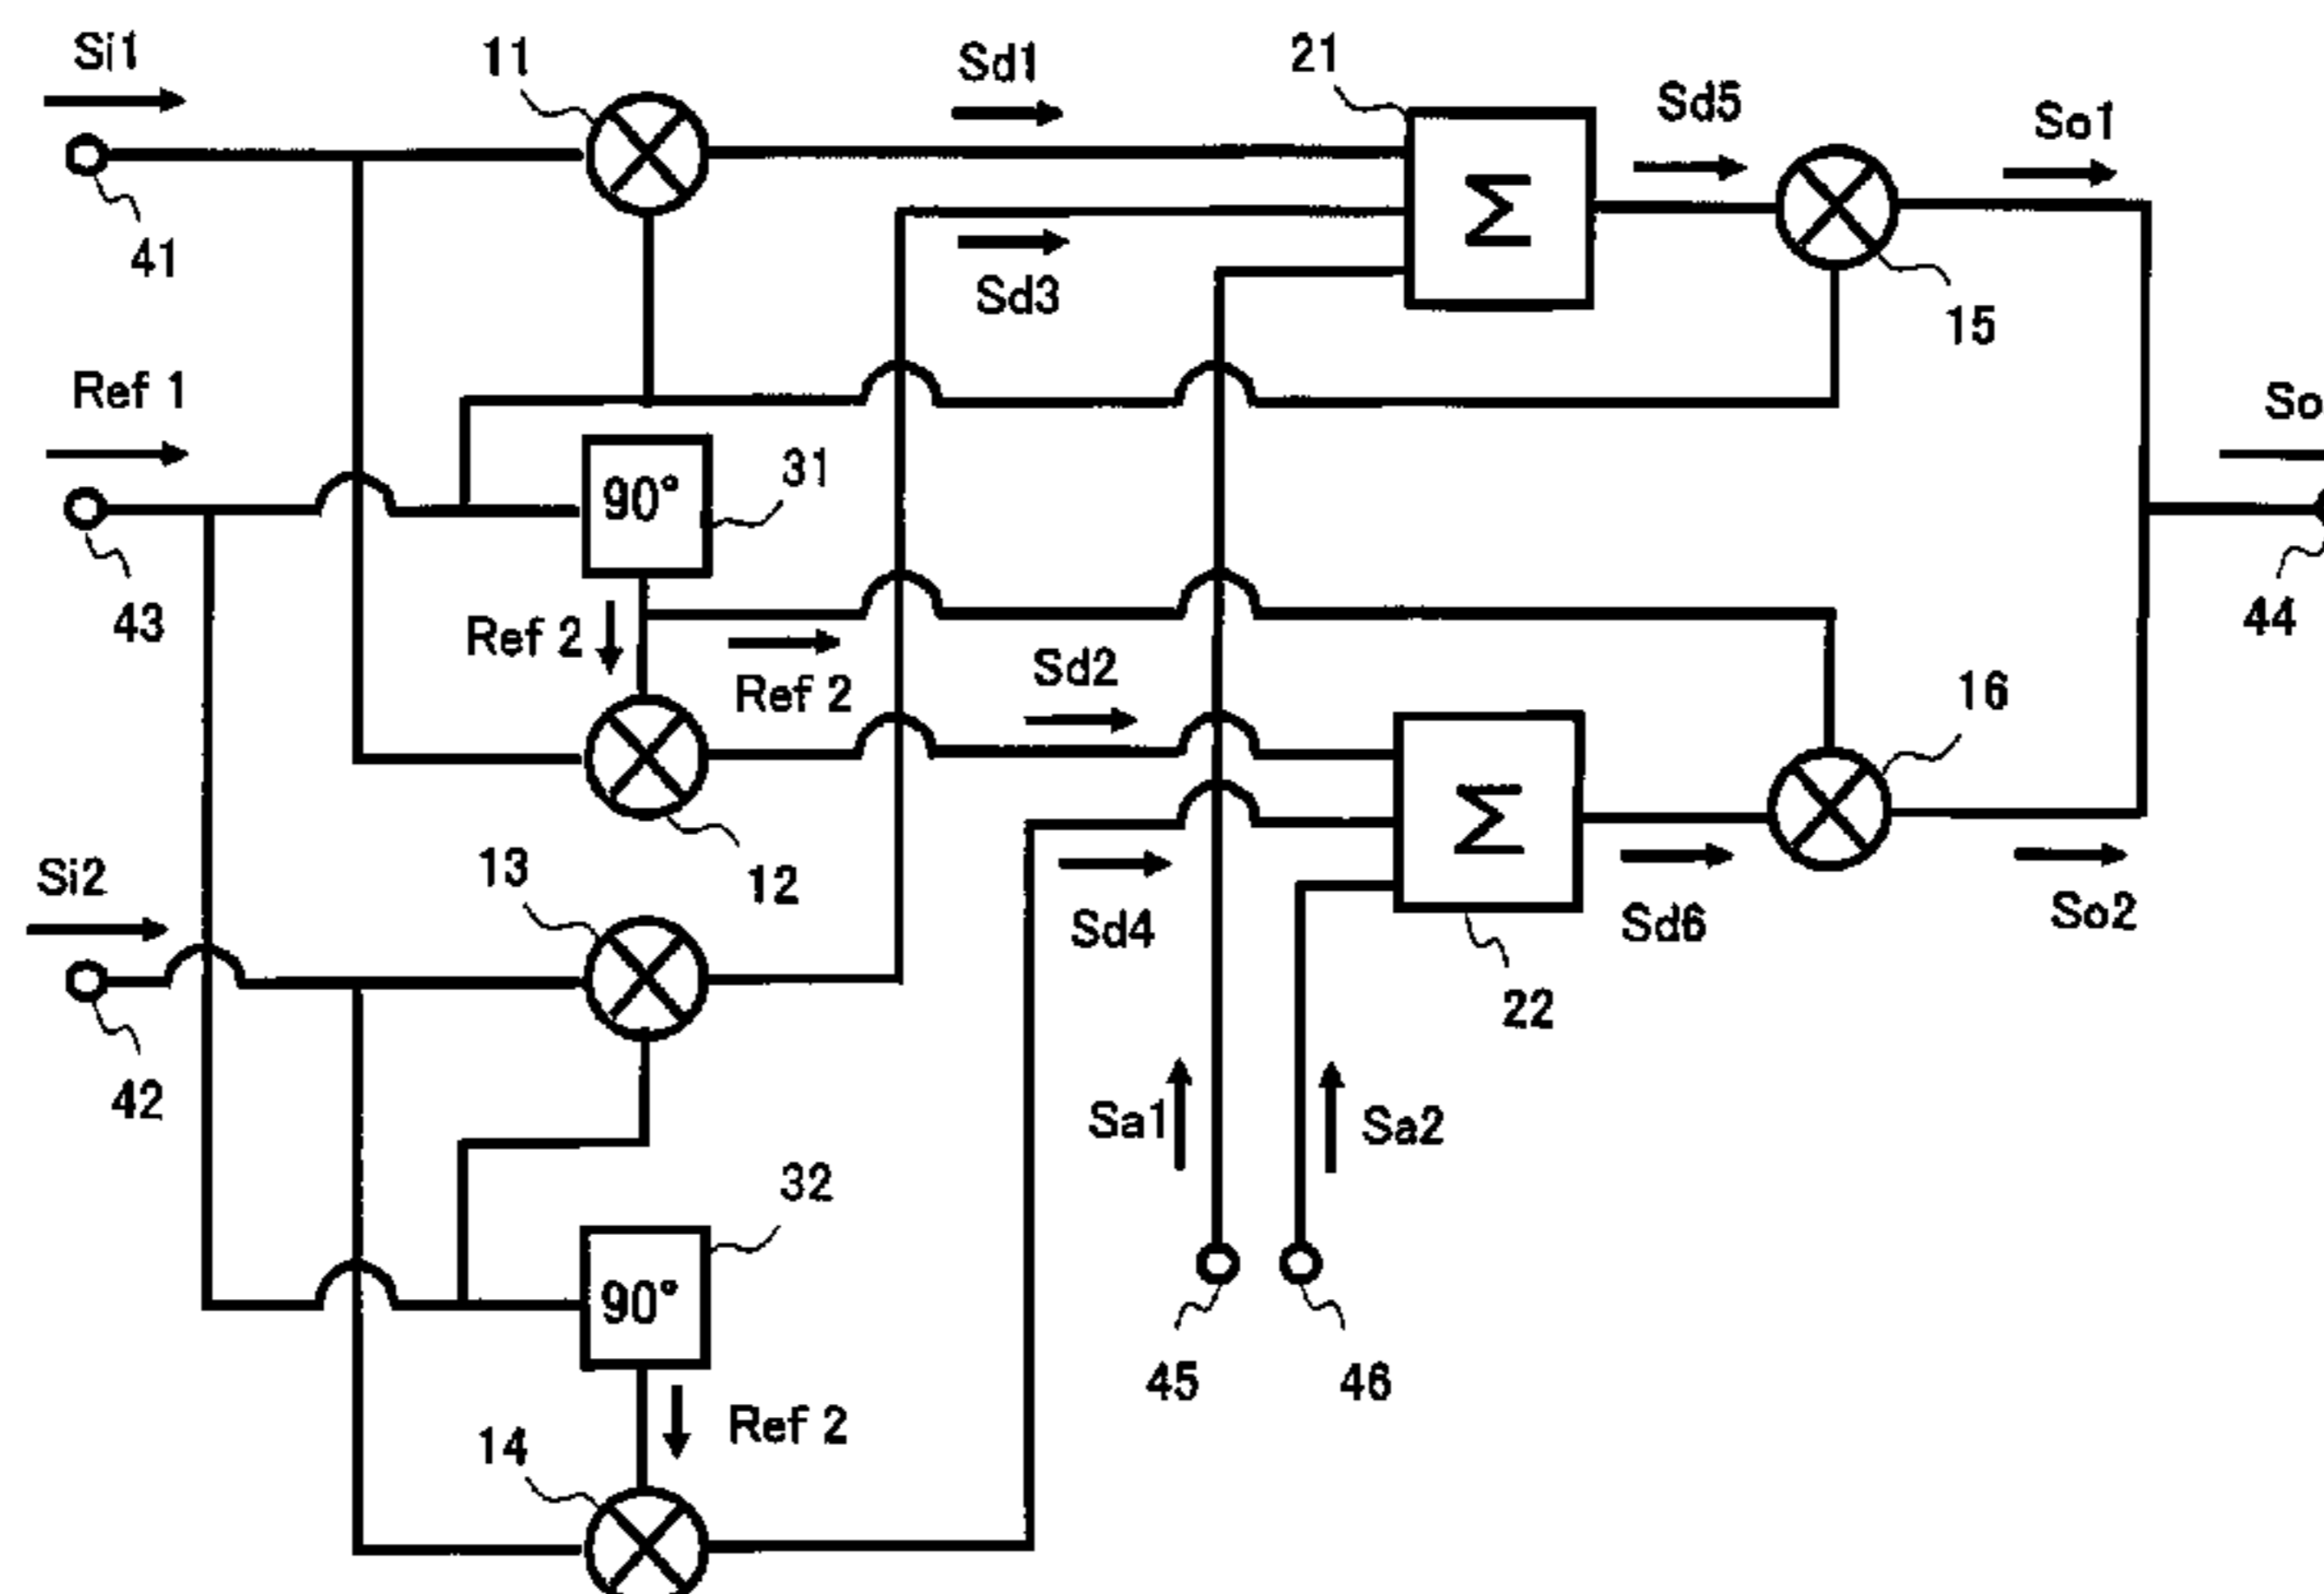 Si1
11
Sd1
21
Sd5
So1
41
Σ
Sd3
15
Ref 1
So
90°
31
43
Ref 2
Ref 2
Sd2
44
16
Si2
13
12
Σ
Sd4
Sd6
So2
22
42
Sa1
Sa2
32
90°
45
46
Ref 2
14